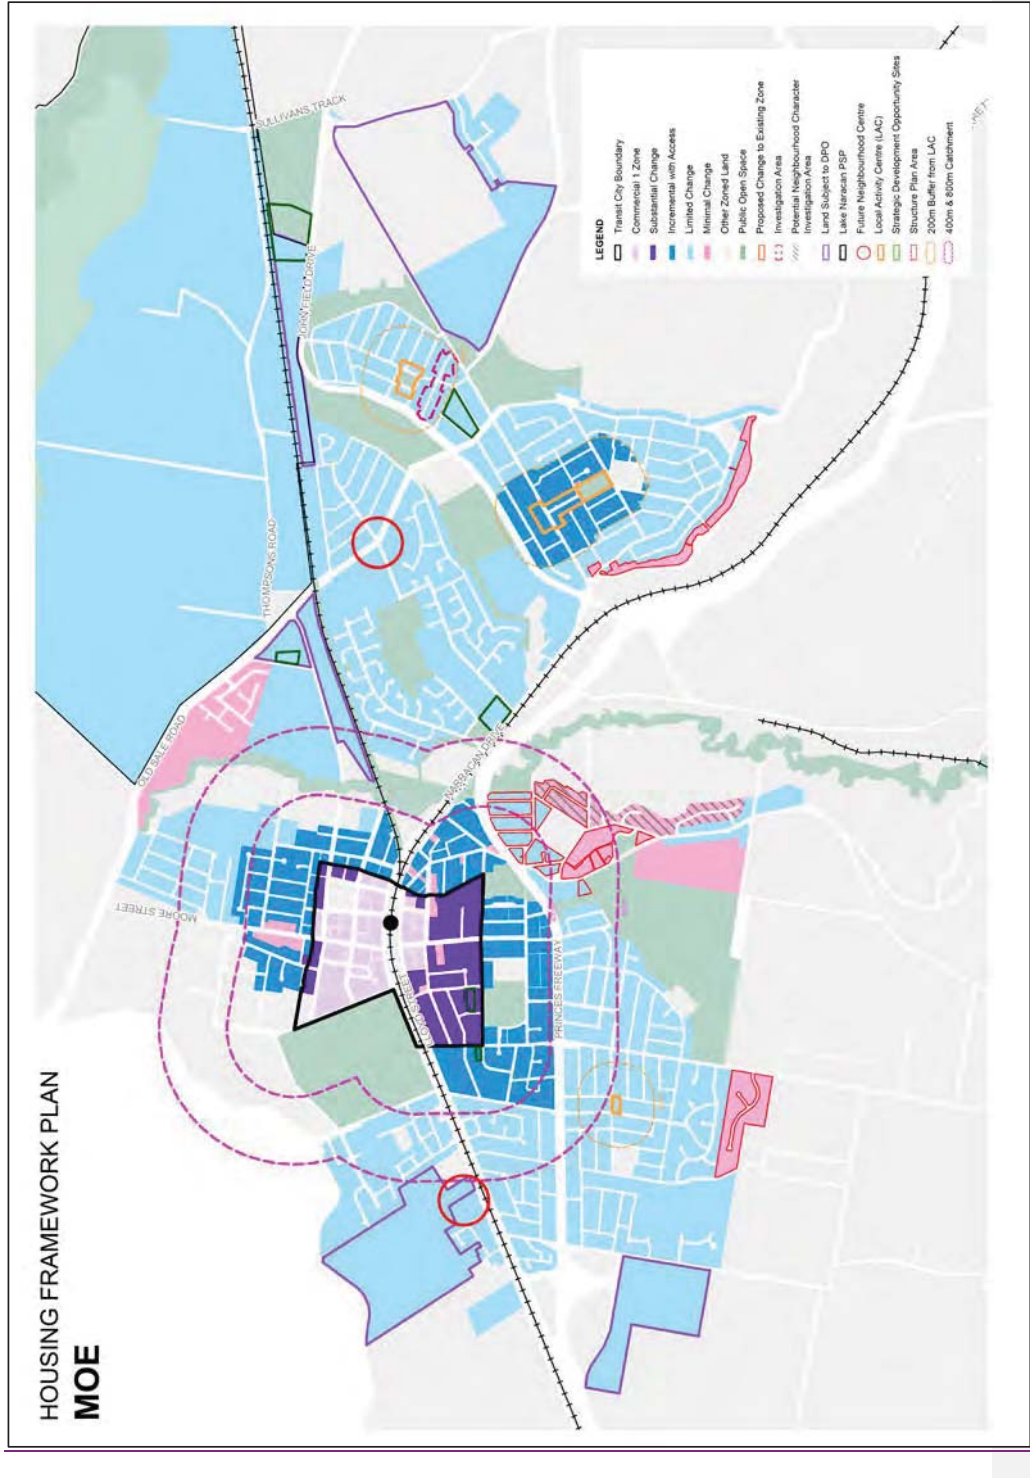 HOUSING FRAMEWORK PLAN
MOE
LEGEND
Transit City Boundary
Commercial 1 Zone
Substantial Change
Incremental with Access
Limited Change
Minimal Change
Other Zoned Land
Public Open Space
Proposed Change to Existing Zone
Investigation Area
Potential Neighbourhood Character
Investigation Area
Land Subject to DPO
Lake Naracan PSP
Future Neighbourhood Centre
Local Activity Centre (LAC)
Strategic Development Opportunity Sites
Structure Plan Area
200m Buffer from LAC
400m & 800m Catchment
MOORE STREET
OLD SALE ROAD
THOMPSONS ROAD
JOHN FIELD DRIVE
SULLIVANS TRACK
LLOYD STREET
NARRACAN DRIVE
PRINCES FREEWAY